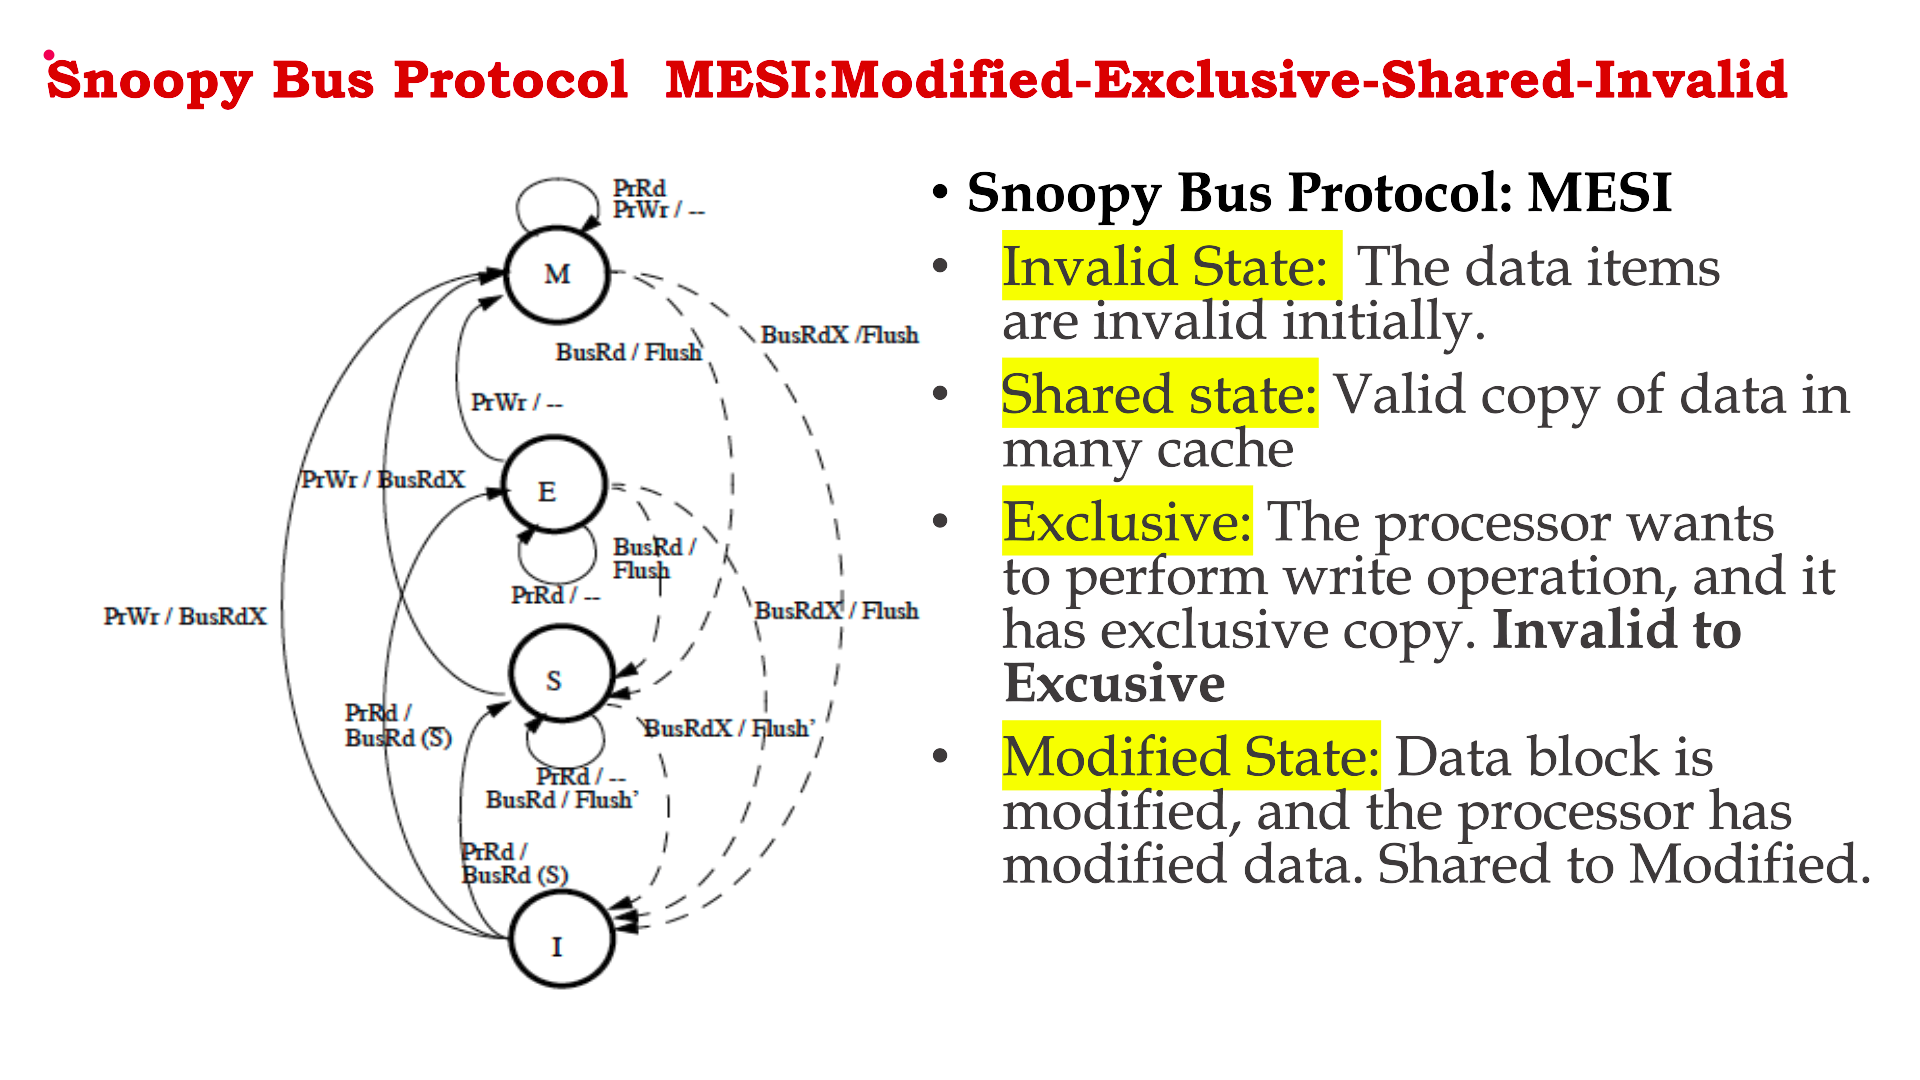 Snoopy Bus Protocol  MESI:Modified-Exclusive-Shared-Invalid
PrRd
PrWr / --
M
BusRd / Flush
BusRdX /Flush
PrWr / --
PrWr / BusRdX
E
BusRd /
Flush
PrRd / --
PrWr / BusRdX
BusRdX / Flush
S
PrRd /
BusRd (S̅)
BusRdX / Flush’
PrRd / --
BusRd / Flush’
PrRd /
BusRd (S)
I
• Snoopy Bus Protocol: MESI
• Invalid State:  The data items
are invalid initially.
• Shared state: Valid copy of data in
many cache
• Exclusive: The processor wants
to perform write operation, and it
has exclusive copy. Invalid to
Excusive
• Modified State: Data block is
modified, and the processor has
modified data. Shared to Modified.